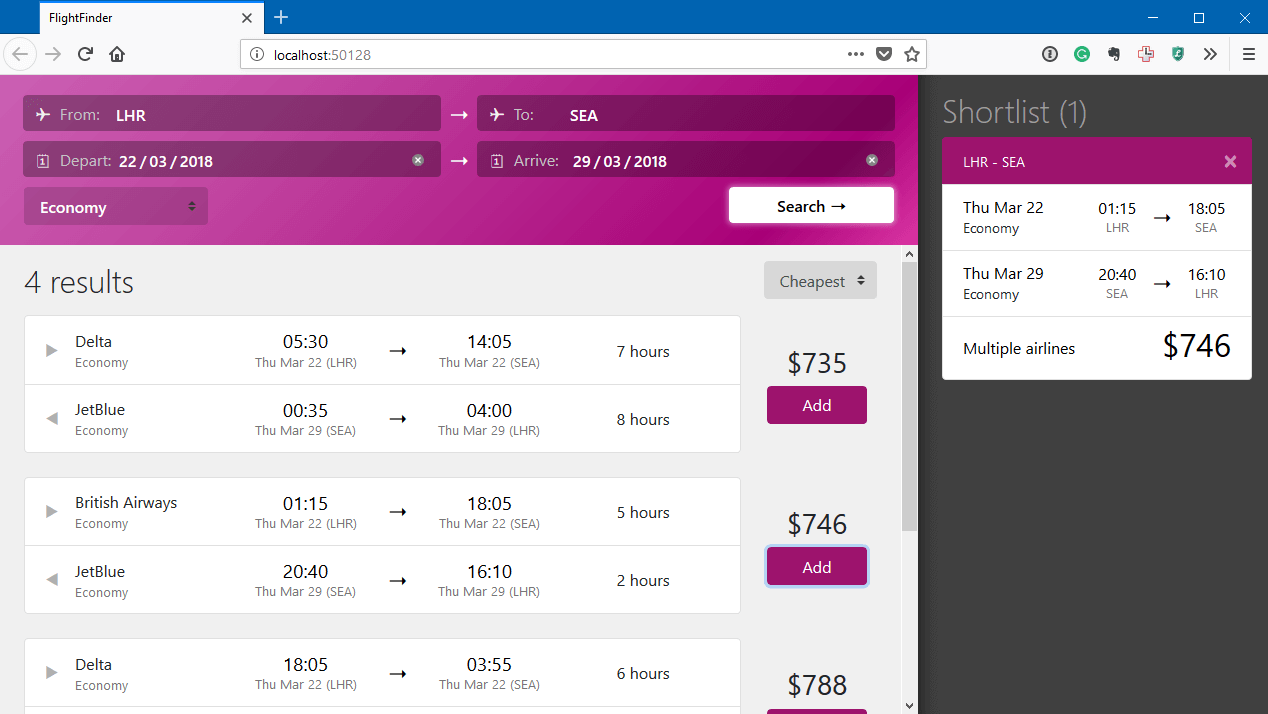 FlightFinder
localhost:50128
From: LHR
To: SEA
Depart: 22 / 03 / 2018
Arrive: 29 / 03 / 2018
Economy
Search →
4 results
Cheapest
Delta 05:30 → 14:05 7 hours
Economy Thu Mar 22 (LHR) Thu Mar 22 (SEA)
$735
JetBlue 00:35 → 04:00 8 hours
Economy Thu Mar 29 (SEA) Thu Mar 29 (LHR)
Add
British Airways 01:15 → 18:05 5 hours
Economy Thu Mar 22 (LHR) Thu Mar 22 (SEA)
$746
JetBlue 20:40 → 16:10 2 hours
Economy Thu Mar 29 (SEA) Thu Mar 29 (LHR)
Add
Delta 18:05 → 03:55 6 hours
Economy Thu Mar 22 (LHR) Thu Mar 22 (SEA)
$788
Shortlist (1)
LHR - SEA
Thu Mar 22 01:15 → 18:05
Economy LHR SEA
Thu Mar 29 20:40 → 16:10
Economy SEA LHR
Multiple airlines $746